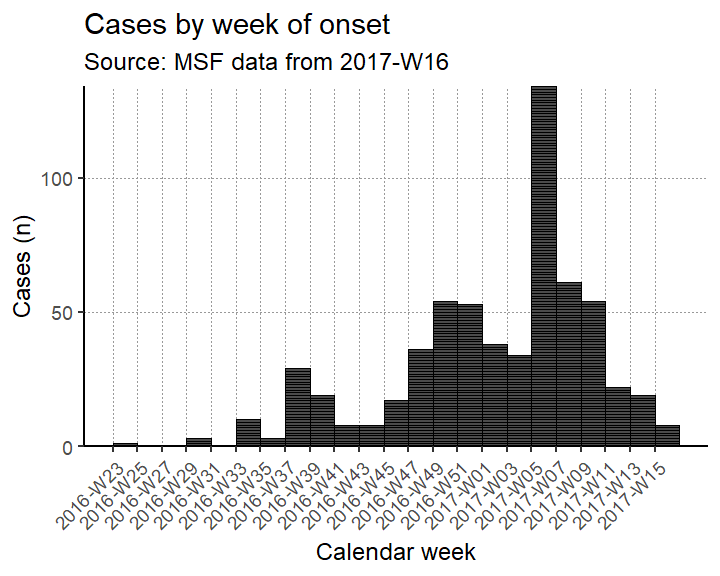 Cases by week of onset
Source: MSF data from 2017-W16
Cases (n)
100
50
0
2016-W23
2016-W25
2016-W27
2016-W29
2016-W31
2016-W33
2016-W35
2016-W37
2016-W39
2016-W41
2016-W43
2016-W45
2016-W47
2016-W49
2016-W51
2017-W01
2017-W03
2017-W05
2017-W07
2017-W09
2017-W11
2017-W13
2017-W15
Calendar week